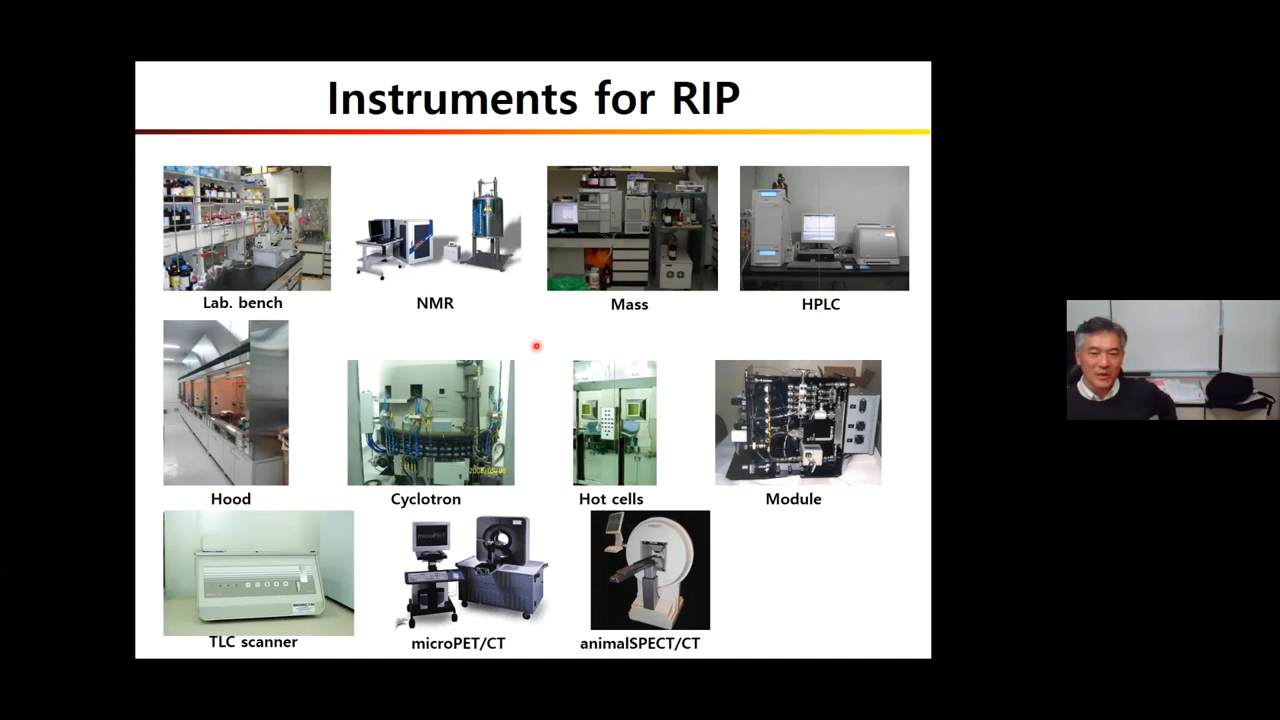 Instruments for RIP
Lab. bench
NMR
Mass
HPLC
Hood
Cyclotron
Hot cells
Module
TLC scanner
microPET/CT
animalSPECT/CT
microPET